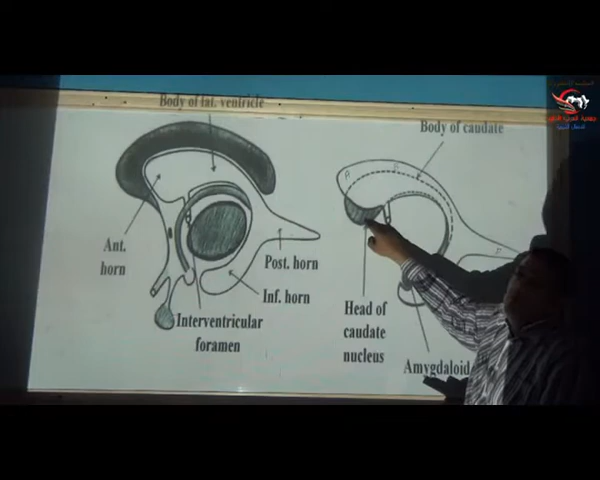 Body of lat. ventricle
Body of caudate
Ant.
horn
Post. horn
Inf. horn
Interventricular
foramen
Head of
caudate
nucleus
Amygdaloid